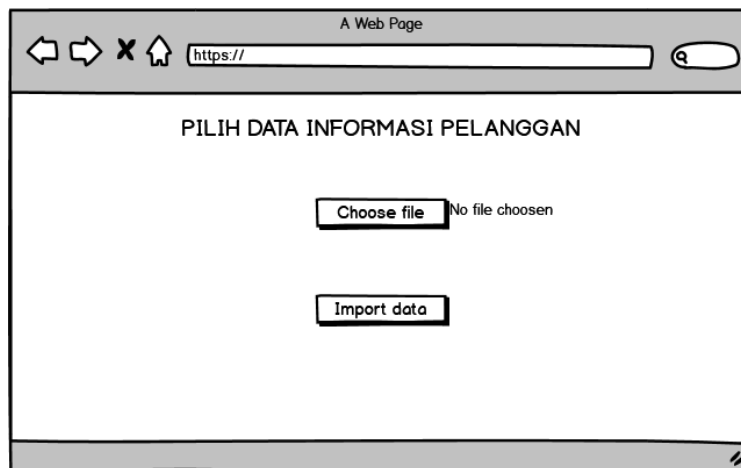 A Web Page
https://
PILIH DATA INFORMASI PELANGGAN
Choose file No file choosen
Import data